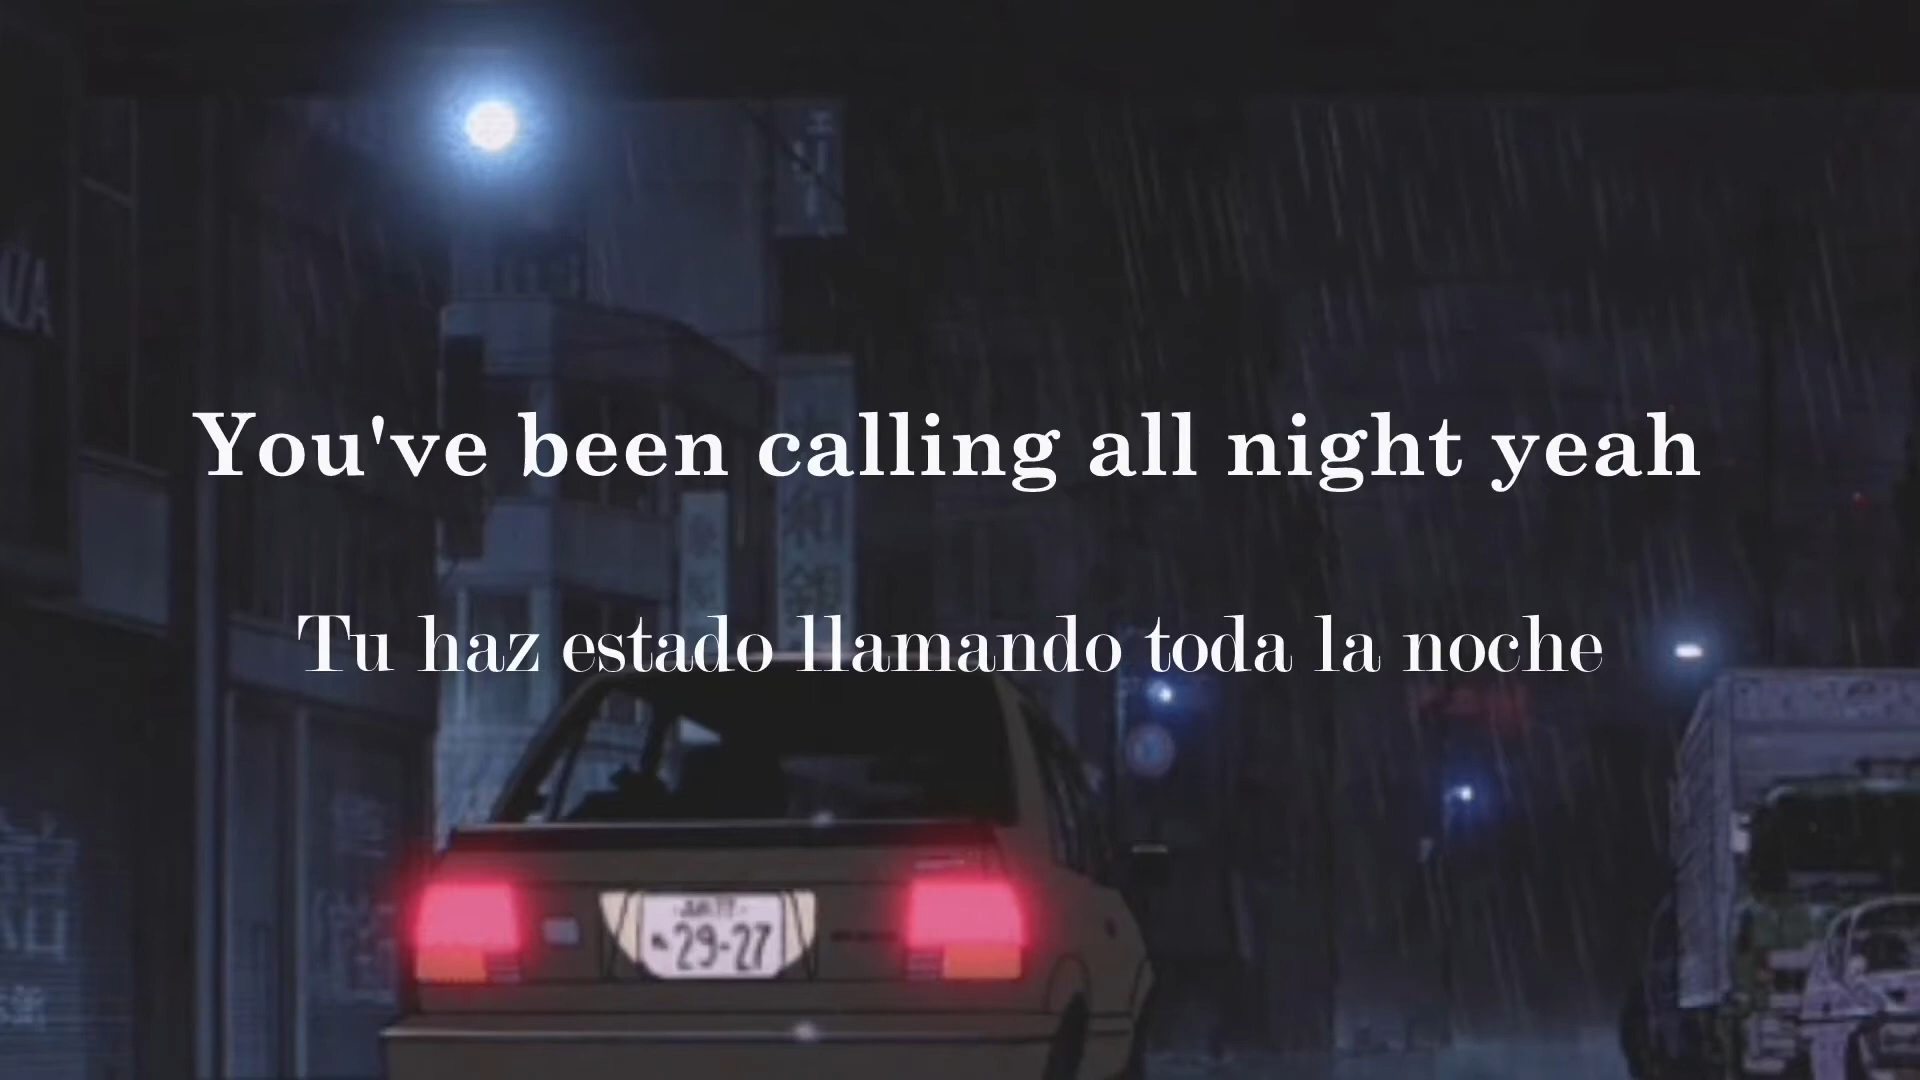 You've been calling all night yeah
Tu haz estado llamando toda la noche
29-27